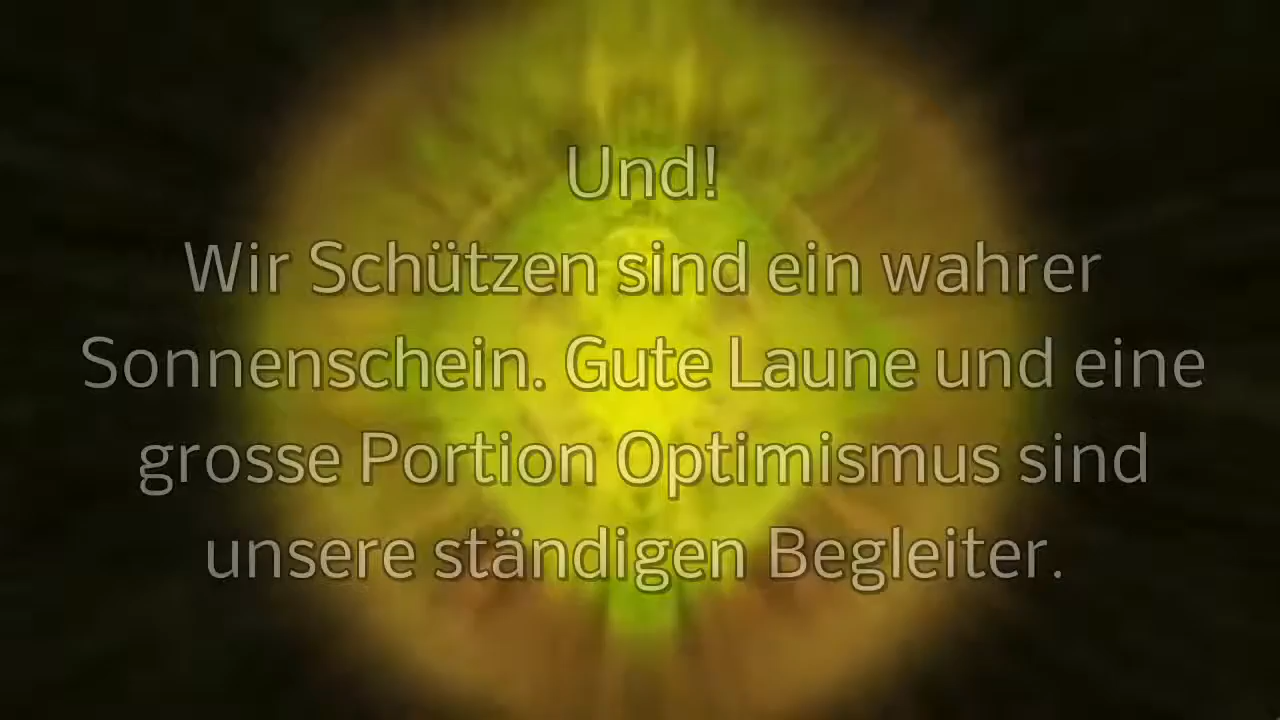 Und!
Wir Schützen sind ein wahrer
Sonnenschein. Gute Laune und eine
grosse Portion Optimismus sind
unsere ständigen Begleiter.